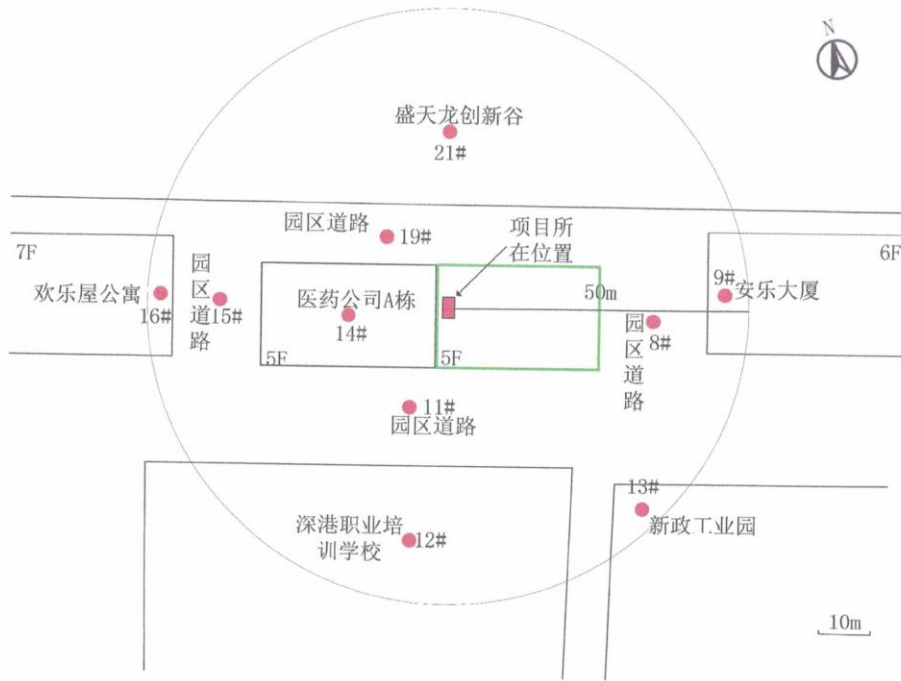 N
盛天龙创新谷
21#
园区道路
19#
项目所
在位置
7F
6F
欢乐屋公寓
16#
园区道路
15#
医药公司A栋
14#
5F
5F
50m
园区道路
8#
9#
安乐大厦
11#
园区道路
深港职业培
训学校
12#
13#
新政工业园
10m